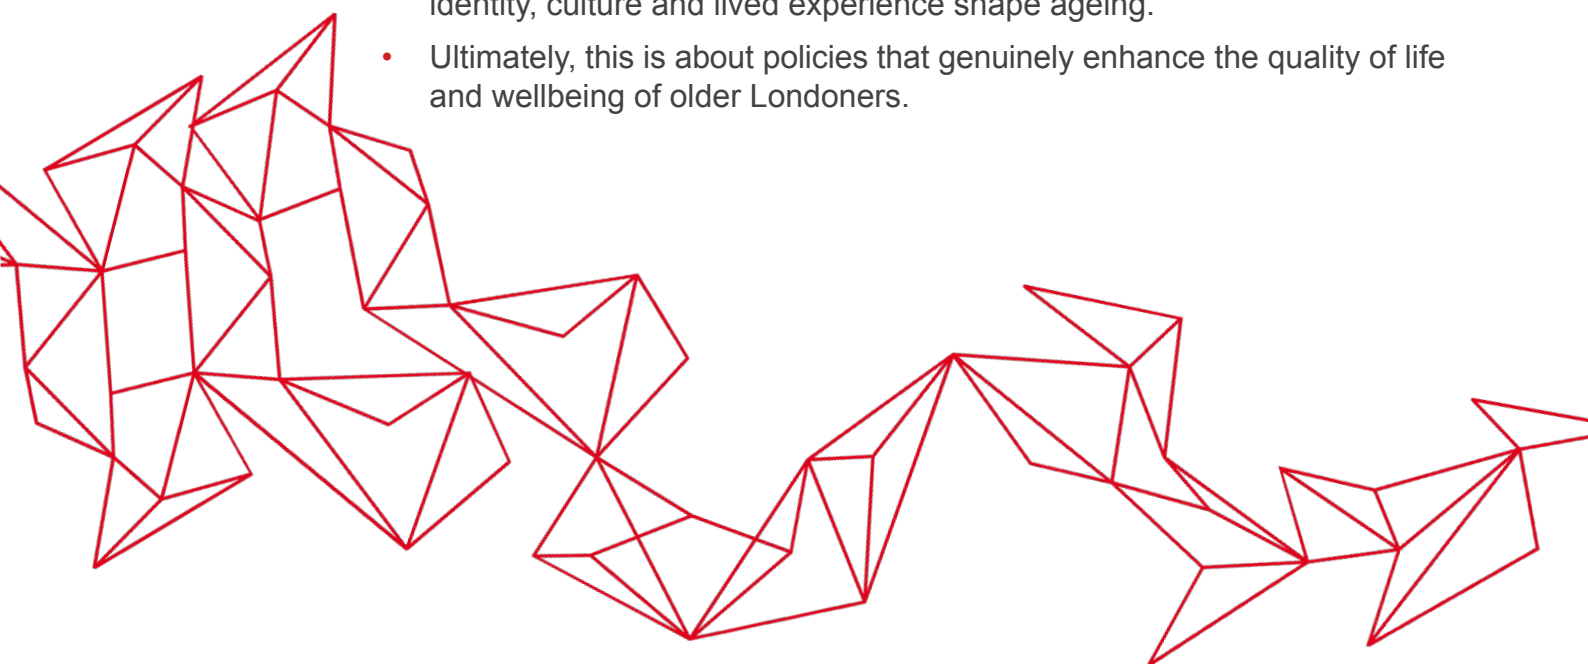 identity, culture and lived experience shape ageing.
• Ultimately, this is about policies that genuinely enhance the quality of life
and wellbeing of older Londoners.